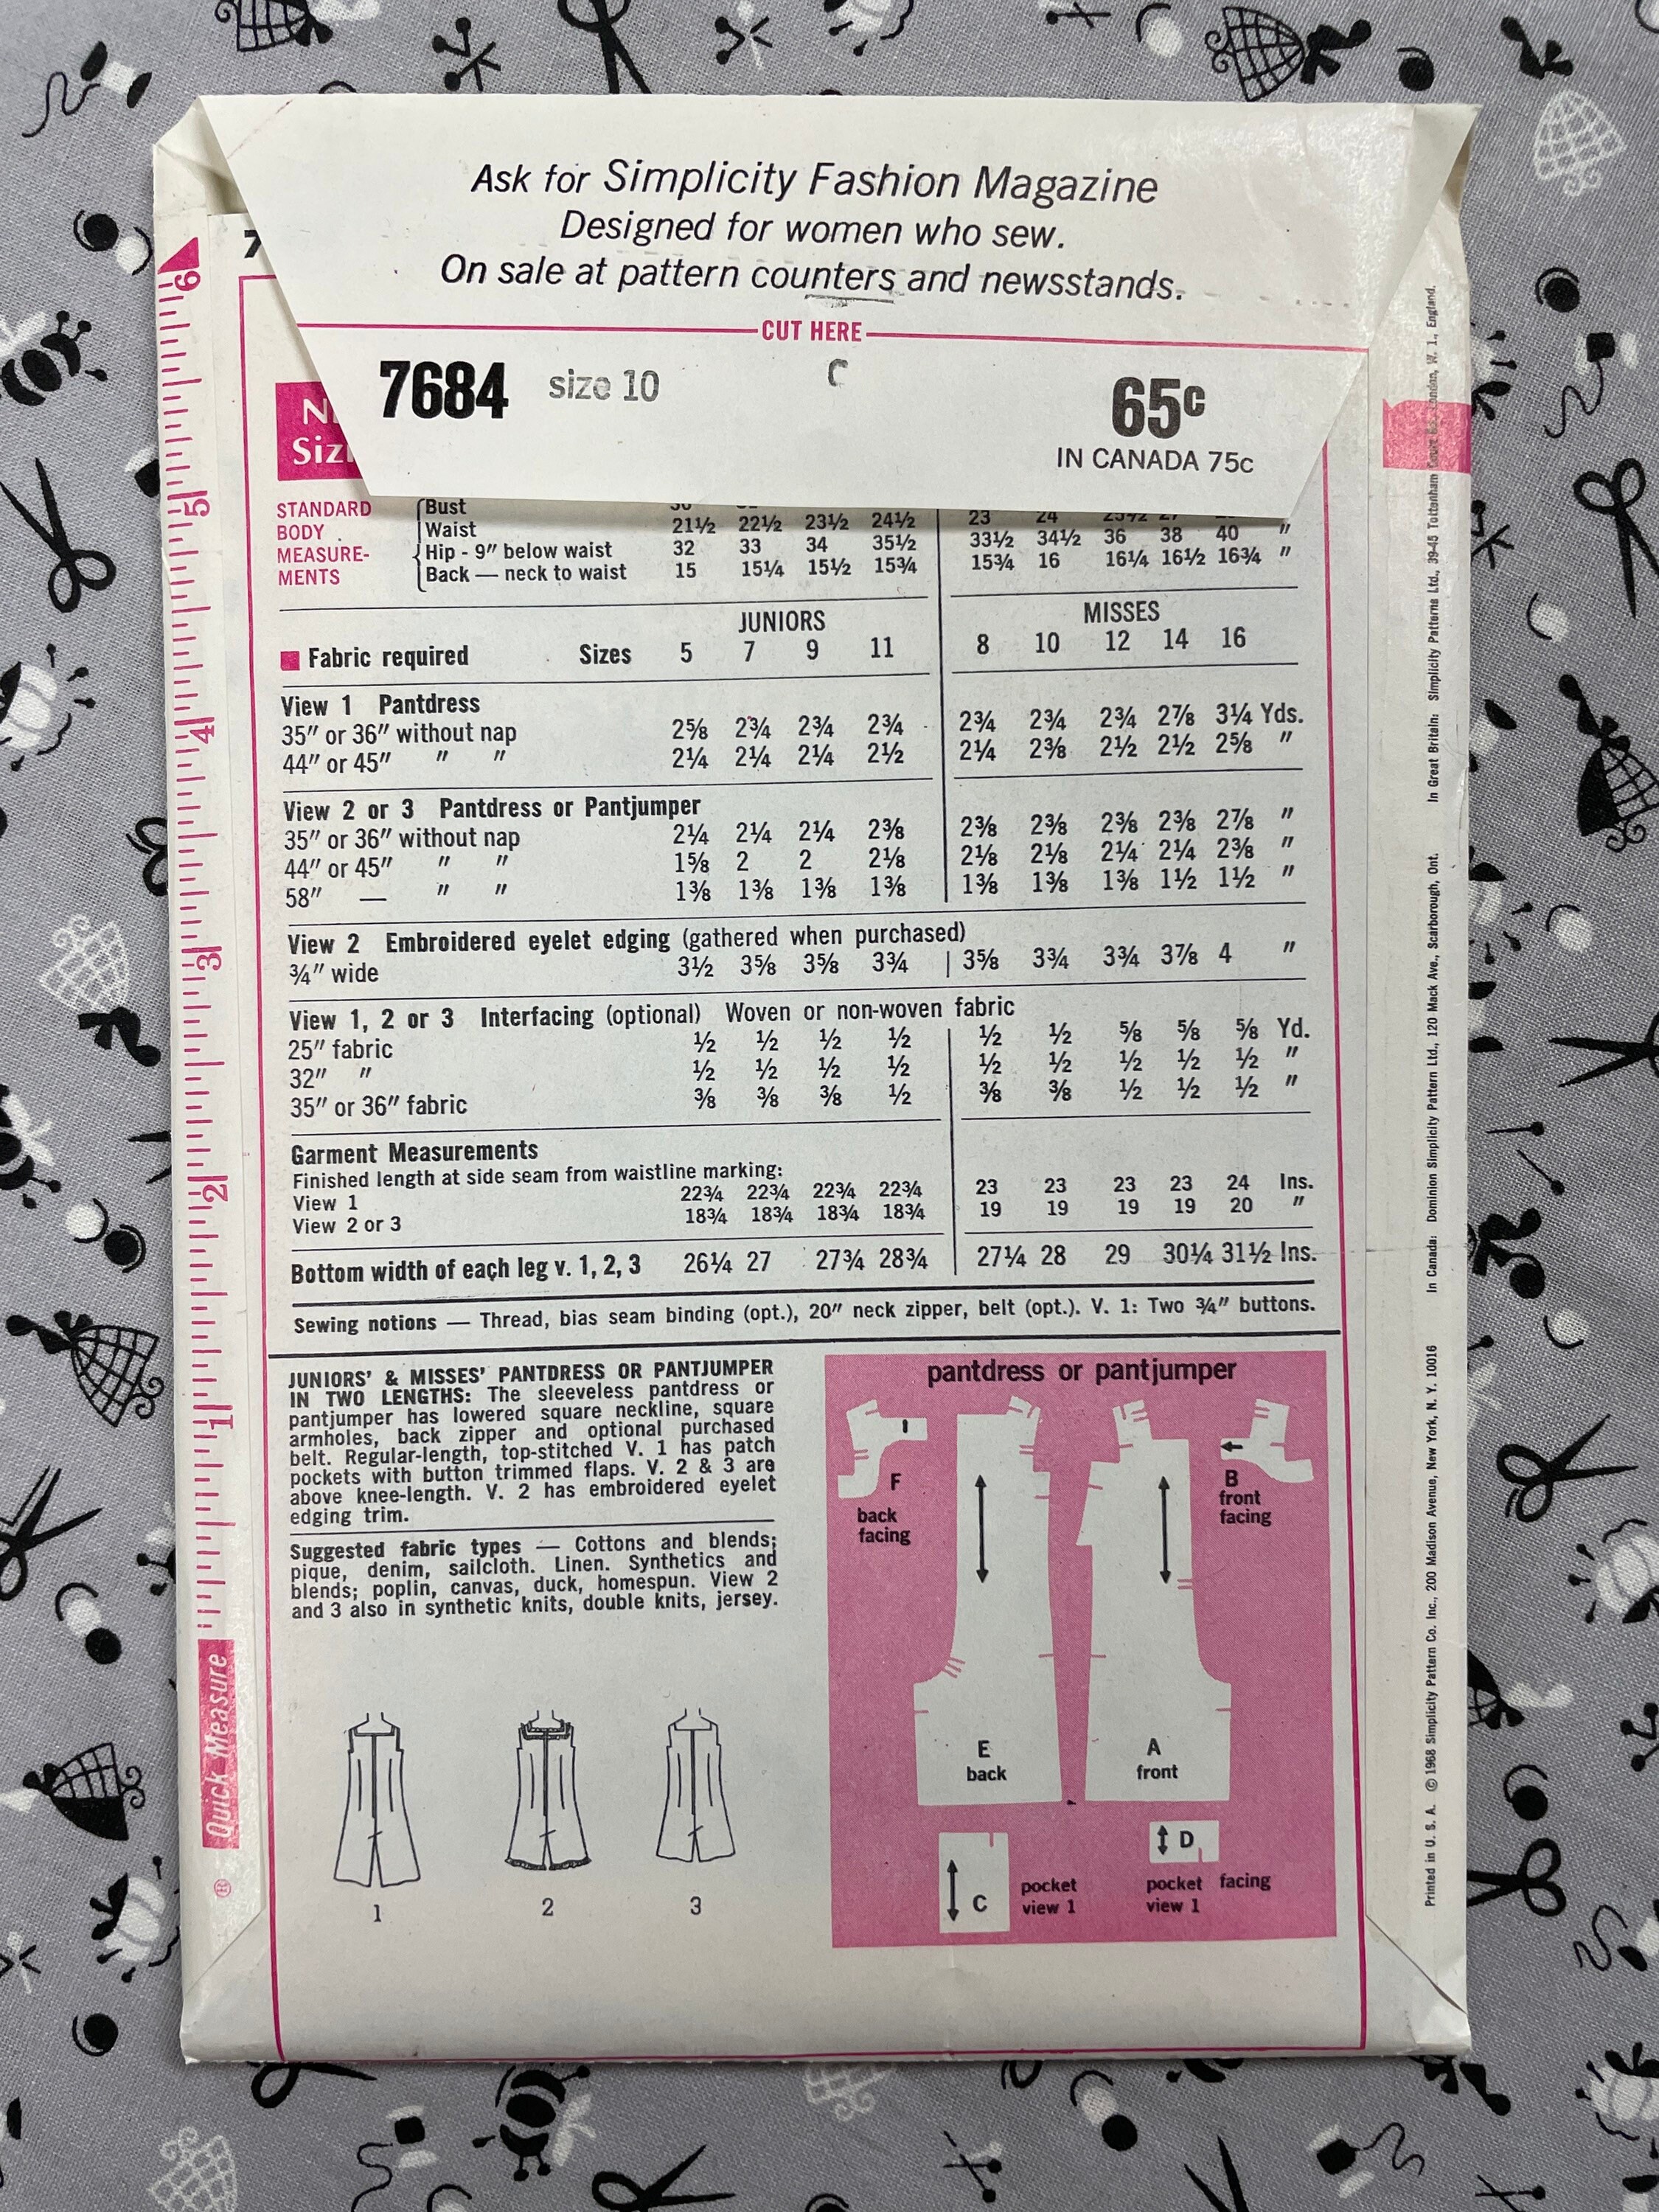 Ask for Simplicity Fashion Magazine
Designed for women who sew.
On sale at pattern counters and newsstands.
CUT HERE
7684 size 10 C 65c
IN CANADA 75c
STANDARD BODY MEASURE-MENTS
Bust
Waist 21½ 22½ 23½ 24½ 23 24 25½ 27
Hip - 9" below waist 32 33 34 35½ 33½ 34½ 36 38 40 "
Back — neck to waist 15 15¼ 15½ 15¾ 15¾ 16 16¼ 16½ 16¾ "
JUNIORS MISSES
Fabric required Sizes 5 7 9 11 8 10 12 14 16
View 1 Pantdress
35" or 36" without nap 2⅝ 2¾ 2¾ 2¾ 2¾ 2¾ 2¾ 2⅞ 3¼ Yds.
44" or 45" " " 2¼ 2¼ 2¼ 2½ 2¼ 2⅜ 2½ 2½ 2⅝ "
View 2 or 3 Pantdress or Pantjumper
35" or 36" without nap 2¼ 2¼ 2¼ 2⅜ 2⅜ 2⅜ 2⅜ 2⅜ 2⅞ "
44" or 45" " " 1⅝ 2 2 2⅛ 2⅛ 2⅛ 2¼ 2¼ 2⅜ "
58" — " " 1⅜ 1⅜ 1⅜ 1⅜ 1⅜ 1⅜ 1⅜ 1½ 1½ "
View 2 Embroidered eyelet edging (gathered when purchased)
¾" wide 3½ 3⅝ 3⅝ 3¾ 3⅝ 3¾ 3¾ 3⅞ 4 "
View 1, 2 or 3 Interfacing (optional) Woven or non-woven fabric
25" fabric ½ ½ ½ ½ ½ ½ ⅝ ⅝ ⅝ Yd.
32" " ½ ½ ½ ½ ½ ½ ½ ½ ½ "
35" or 36" fabric ⅜ ⅜ ⅜ ½ ⅜ ⅜ ½ ½ ½ "
Garment Measurements
Finished length at side seam from waistline marking:
View 1 22¾ 22¾ 22¾ 22¾ 23 23 23 23 24 Ins.
View 2 or 3 18¾ 18¾ 18¾ 18¾ 19 19 19 19 20 "
Bottom width of each leg v. 1, 2, 3 26¼ 27 27¾ 28¾ 27¼ 28 29 30¼ 31½ Ins.
Sewing notions — Thread, bias seam binding (opt.), 20" neck zipper, belt (opt.). V. 1: Two ¾" buttons.
JUNIORS' & MISSES' PANTDRESS OR PANTJUMPER
IN TWO LENGTHS: The sleeveless pantdress or
pantjumper has lowered square neckline, square
armholes, back zipper and optional purchased
belt. Regular-length, top-stitched V. 1 has patch
pockets with button trimmed flaps. V. 2 & 3 are
above knee-length. V. 2 has embroidered eyelet
edging trim.
Suggested fabric types — Cottons and blends;
pique, denim, sailcloth. Linen. Synthetics and
blends; poplin, canvas, duck, homespun. View 2
and 3 also in synthetic knits, double knits, jersey.
1 2 3
pantdress or pantjumper
F
back
facing
B
front
facing
E
back
A
front
C
pocket
view 1
D
pocket facing
view 1
6
5
4
3
2
1
Quick Measure
®
Printed in U. S. A. © 1968 Simplicity Pattern Co. Inc., 200 Madison Avenue, New York, N. Y. 10016 In Canada: Dominion Simplicity Pattern Ltd., 120 Mack Ave., Scarborough, Ont. In Great Britain: Simplicity Patterns Ltd., 39-45 Tottenham London, W. 1., England.